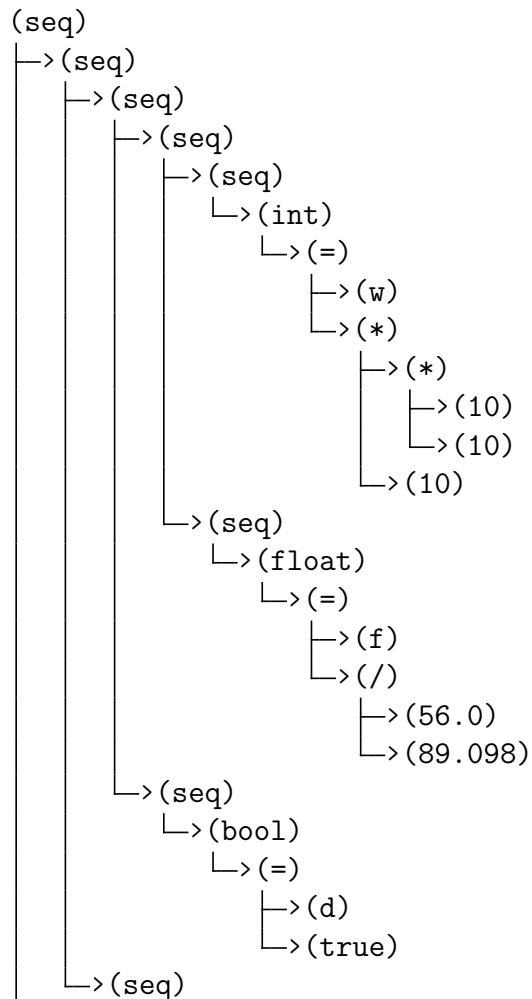 (seq)
├─>(seq)
│  ├─>(seq)
│  │  ├─>(seq)
│  │  │  ├─>(seq)
│  │  │  │  └─>(int)
│  │  │  │     └─>(=)
│  │  │  │        ├─>(w)
│  │  │  │        └─>(*)
│  │  │  │           ├─>(*)
│  │  │  │           │  ├─>(10)
│  │  │  │           │  └─>(10)
│  │  │  │           └─>(10)
│  │  │  └─>(seq)
│  │  │     └─>(float)
│  │  │        └─>(=)
│  │  │           ├─>(f)
│  │  │           └─>(/)
│  │  │              ├─>(56.0)
│  │  │              └─>(89.098)
│  │  └─>(seq)
│  │     └─>(bool)
│  │        └─>(=)
│  │           ├─>(d)
│  │           └─>(true)
│  └─>(seq)